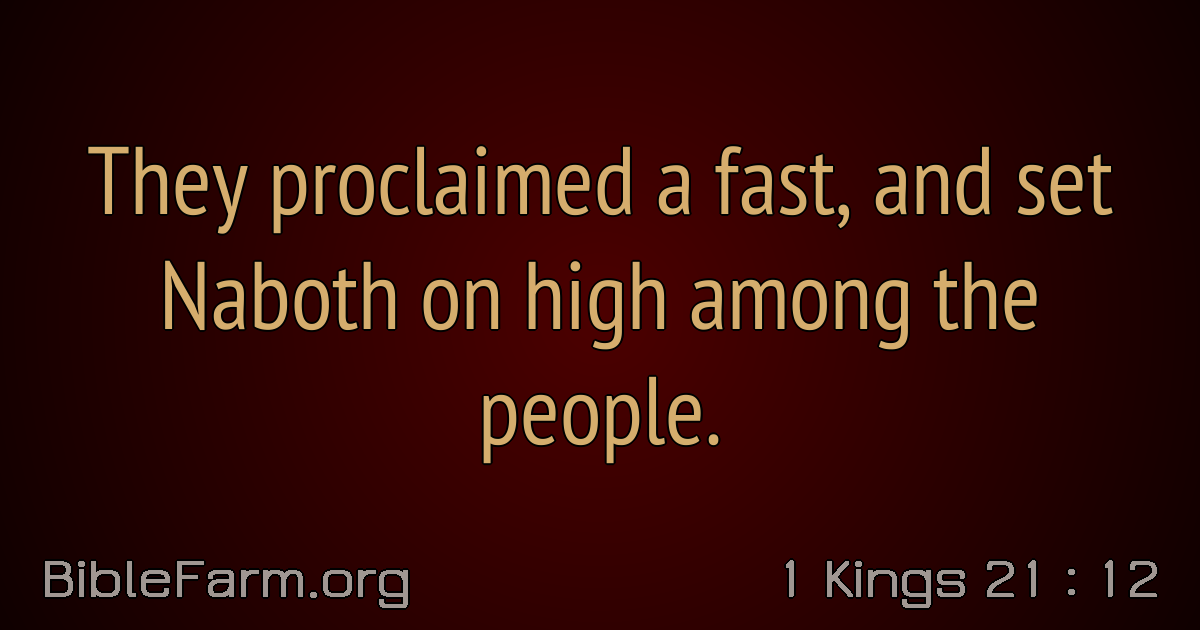 They proclaimed a fast, and set
Naboth on high among the
people.
BibleFarm.org
1 Kings 21 : 12